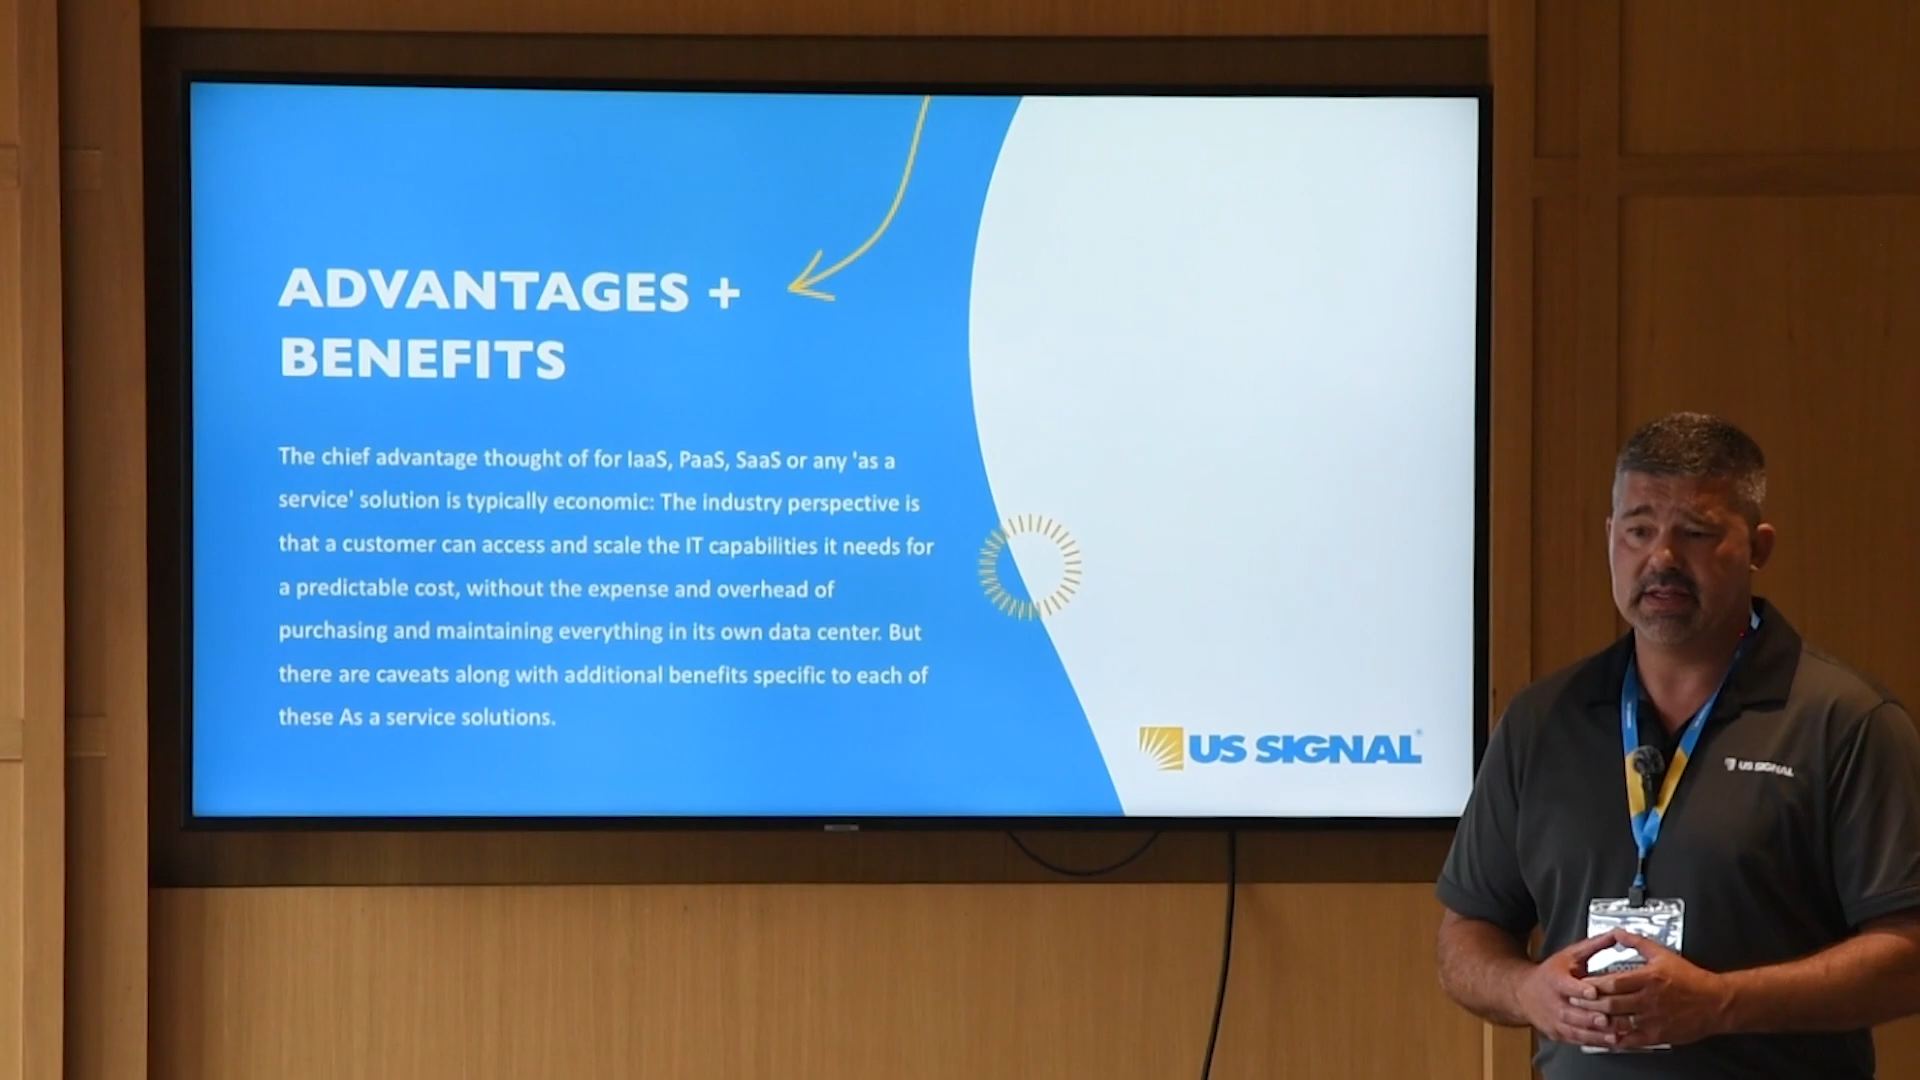 ADVANTAGES +
BENEFITS
The chief advantage thought of for IaaS, PaaS, SaaS or any 'as a
service' solution is typically economic: The industry perspective is
that a customer can access and scale the IT capabilities it needs for
a predictable cost, without the expense and overhead of
purchasing and maintaining everything in its own data center. But
there are caveats along with additional benefits specific to each of
these As a service solutions.
US SIGNAL
US SIGNAL